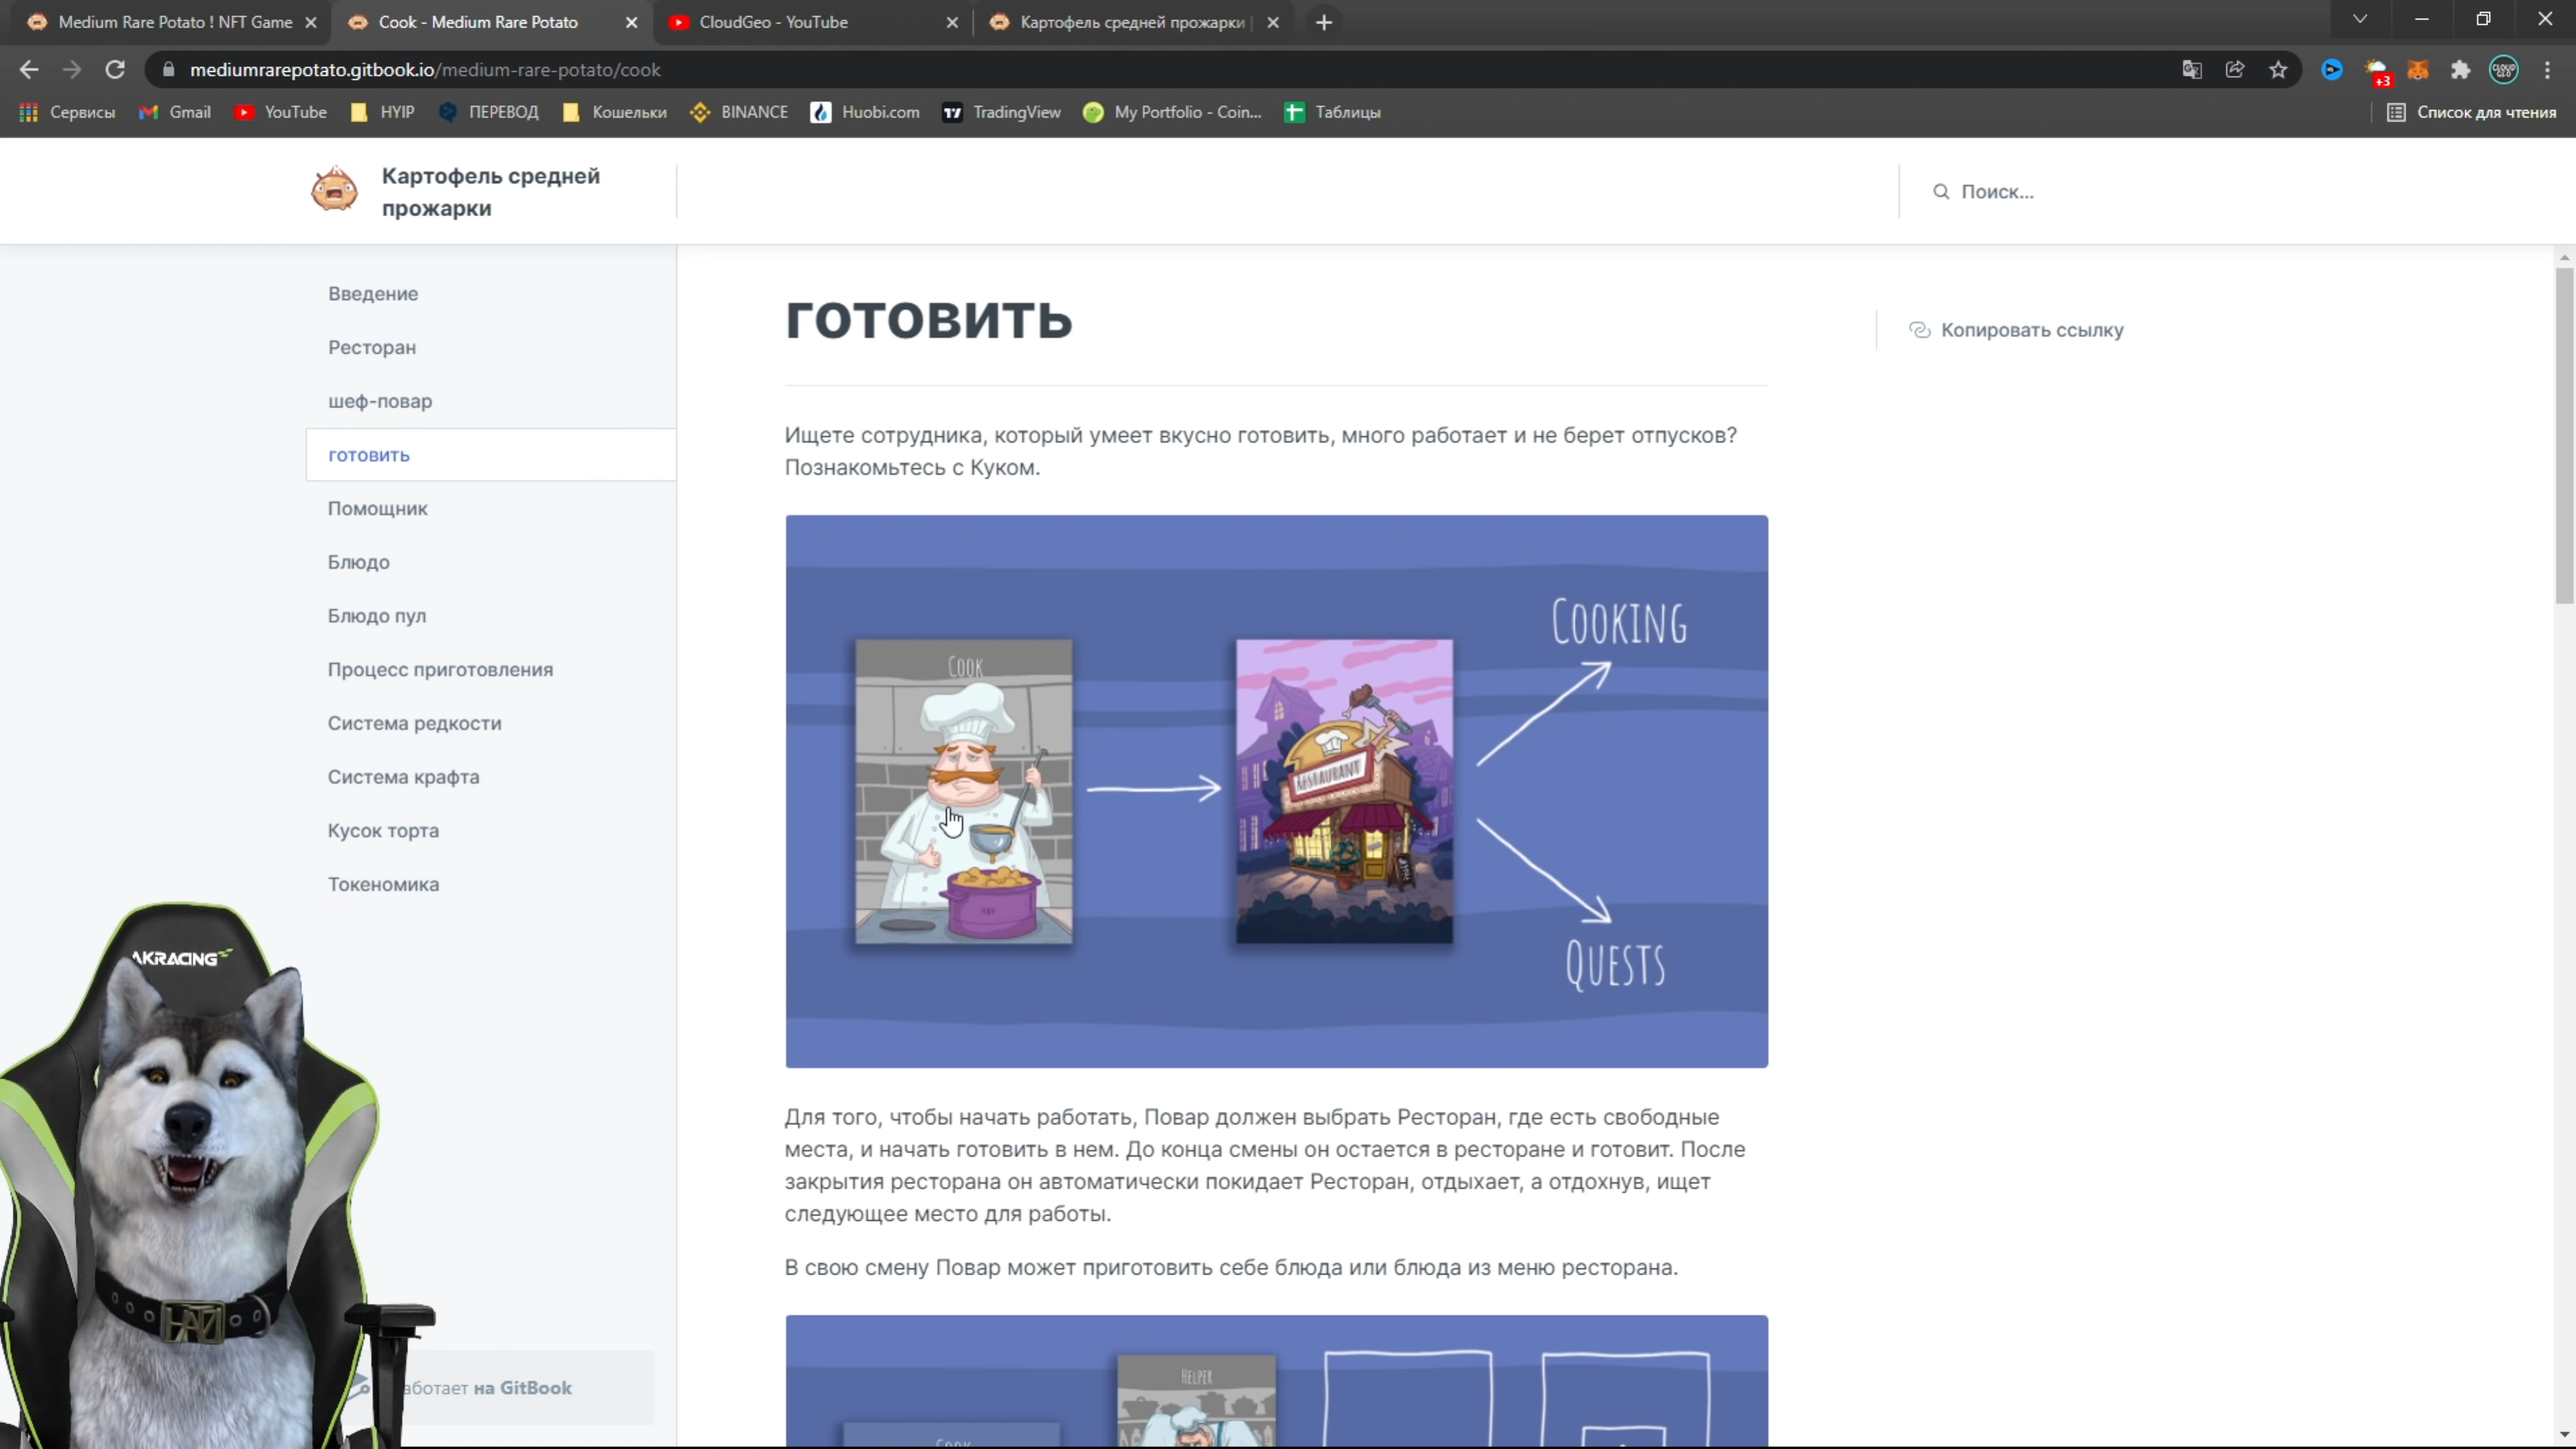 Medium Rare Potato ! NFT Game
Cook - Medium Rare Potato
CloudGeo - YouTube
Картофель средней прожарки |
mediumrarepotato.gitbook.io/medium-rare-potato/cook
+3
CLOUD GEO
Сервисы
Gmail
YouTube
HYIP
ПЕРЕВОД
Кошельки
BINANCE
Huobi.com
TradingView
My Portfolio - Coin...
Таблицы
Список для чтения
Картофель средней
прожарки
Поиск...
Введение
Ресторан
шеф-повар
готовить
Помощник
Блюдо
Блюдо пул
Процесс приготовления
Система редкости
Система крафта
Кусок торта
Токеномика
AKRACING
аботает на GitBook
готовить
Копировать ссылку
Ищете сотрудника, который умеет вкусно готовить, много работает и не берет отпусков?
Познакомьтесь с Куком.
COOK
RESTAURANT
COOKING
QUESTS
Для того, чтобы начать работать, Повар должен выбрать Ресторан, где есть свободные
места, и начать готовить в нем. До конца смены он остается в ресторане и готовит. После
закрытия ресторана он автоматически покидает Ресторан, отдыхает, а отдохнув, ищет
следующее место для работы.
В свою смену Повар может приготовить себе блюда или блюда из меню ресторана.
HELPER
COOK